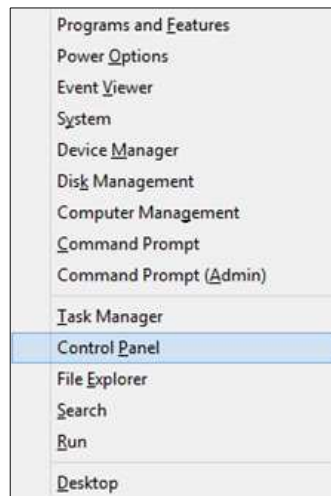 Programs and Features
Power Options
Event Viewer
System
Device Manager
Disk Management
Computer Management
Command Prompt
Command Prompt (Admin)
Task Manager
Control Panel
File Explorer
Search
Run
Desktop